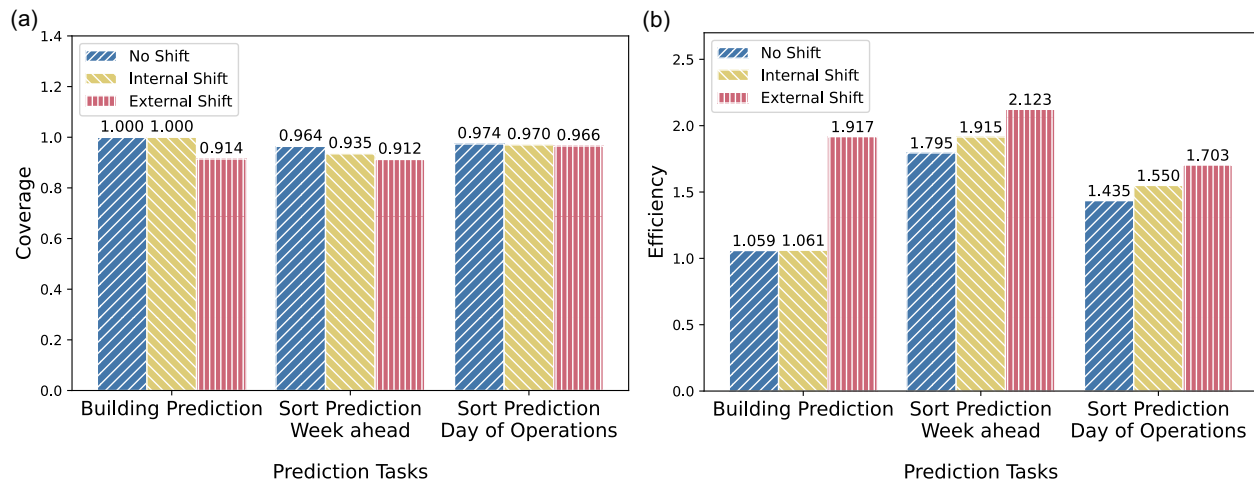 (a)
1.4
1.2
1.0
0.8
0.6
0.4
0.2
0.0
Coverage
No Shift
Internal Shift
External Shift
1.000 1.000 0.914
0.964 0.935 0.912
0.974 0.970 0.966
Building Prediction
Sort Prediction
Week ahead
Sort Prediction
Day of Operations
Prediction Tasks
(b)
2.5
2.0
1.5
1.0
0.5
0.0
Efficiency
No Shift
Internal Shift
External Shift
1.059 1.061 1.917
1.795 1.915 2.123
1.435 1.550 1.703
Building Prediction
Sort Prediction
Week ahead
Sort Prediction
Day of Operations
Prediction Tasks